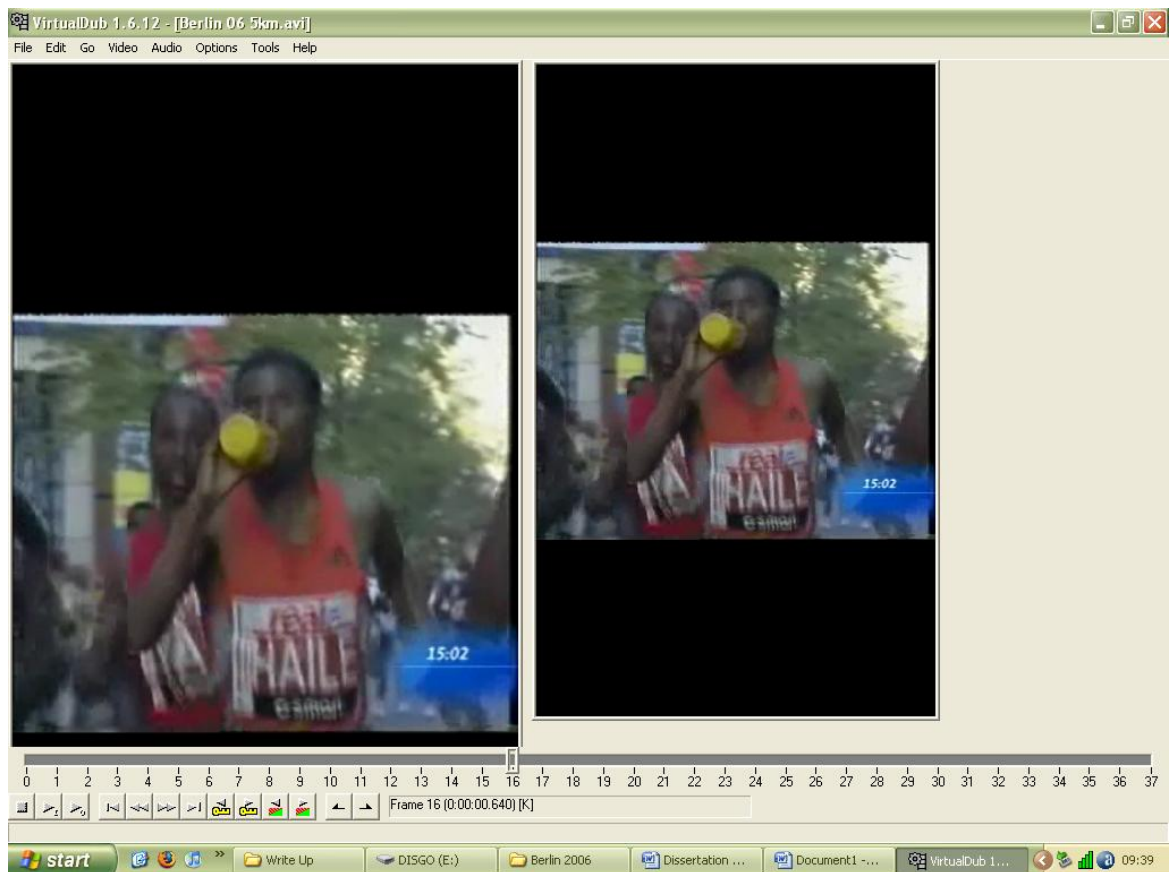 VirtualDub 1.6.12 - [Berlin 06 5km.avi]
File Edit Go Video Audio Options Tools Help
real
HAILE
15:02
real
HAILE
15:02
0 1 2 3 4 5 6 7 8 9 10 11 12 13 14 15 16 17 18 19 20 21 22 23 24 25 26 27 28 29 30 31 32 33 34 35 36 37
Frame 16 (0:00:00.640) [K]
start » Write Up DISGO (E:) Berlin 2006 Dissertation ... Document1 -... VirtualDub 1... 09:39